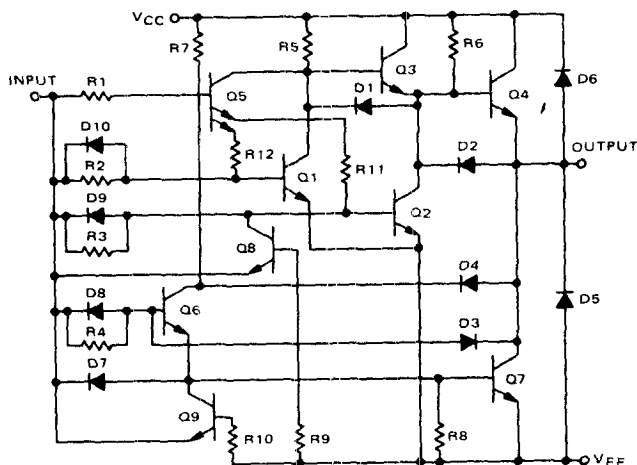 VCC
R7
R5
R6
INPUT
R1
Q3
D1
Q5
Q4
D6
D10
R2
R12
D2
OUTPUT
D9
Q1
R11
R3
Q8
Q2
D8
Q6
D4
D5
R4
D3
D7
Q7
Q9
R10
R9
R8
VEE